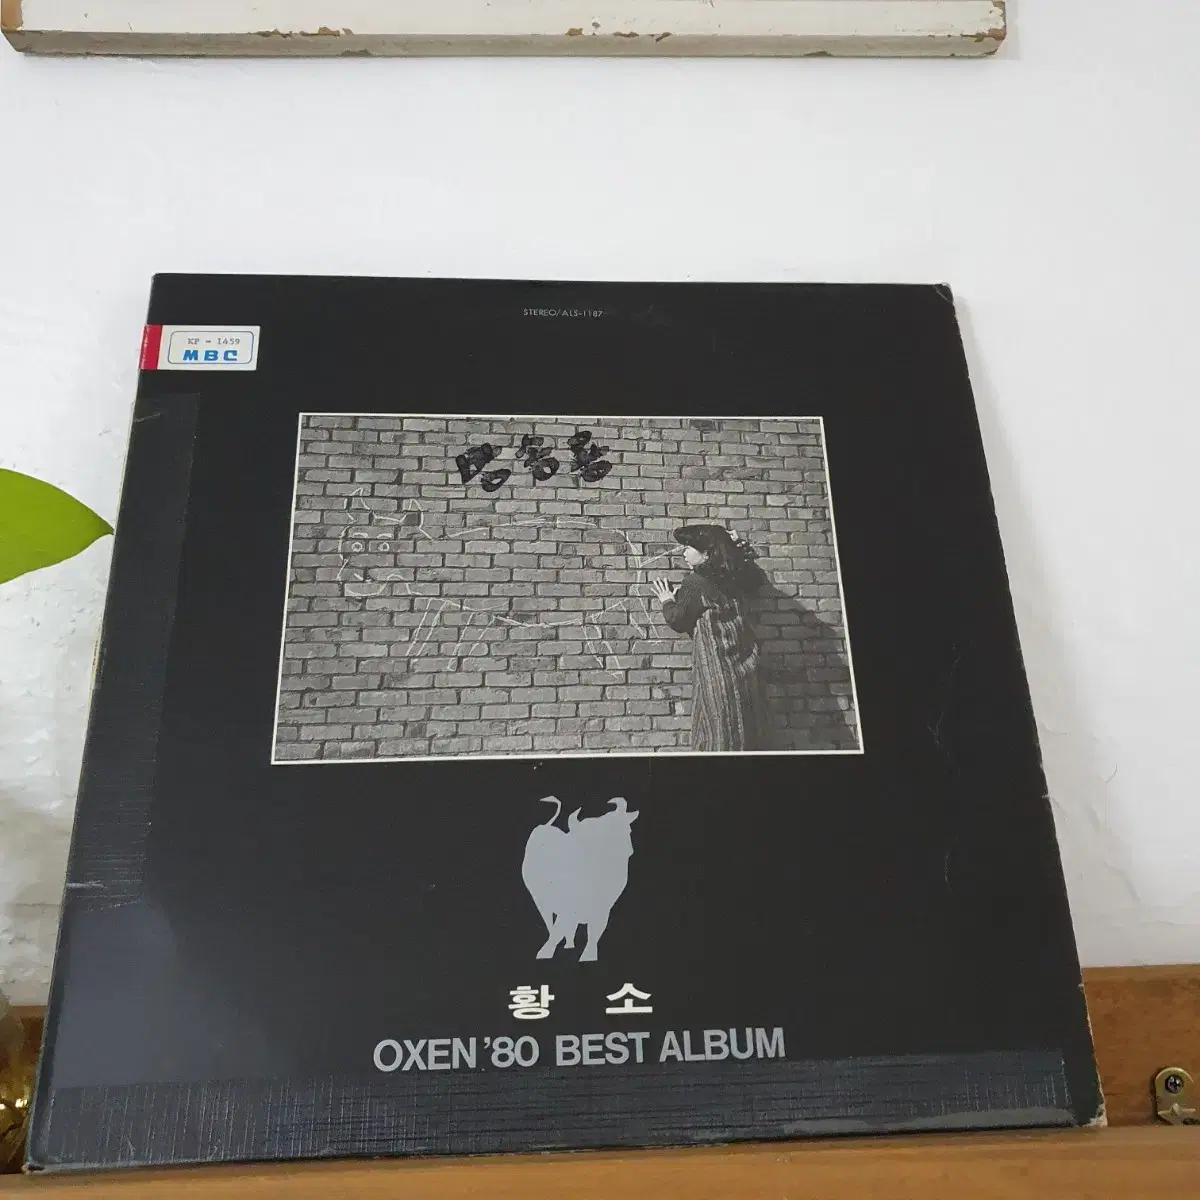 STEREO/ALS-1187
KP - 1459
MBC
황 소
OXEN '80 BEST ALBUM